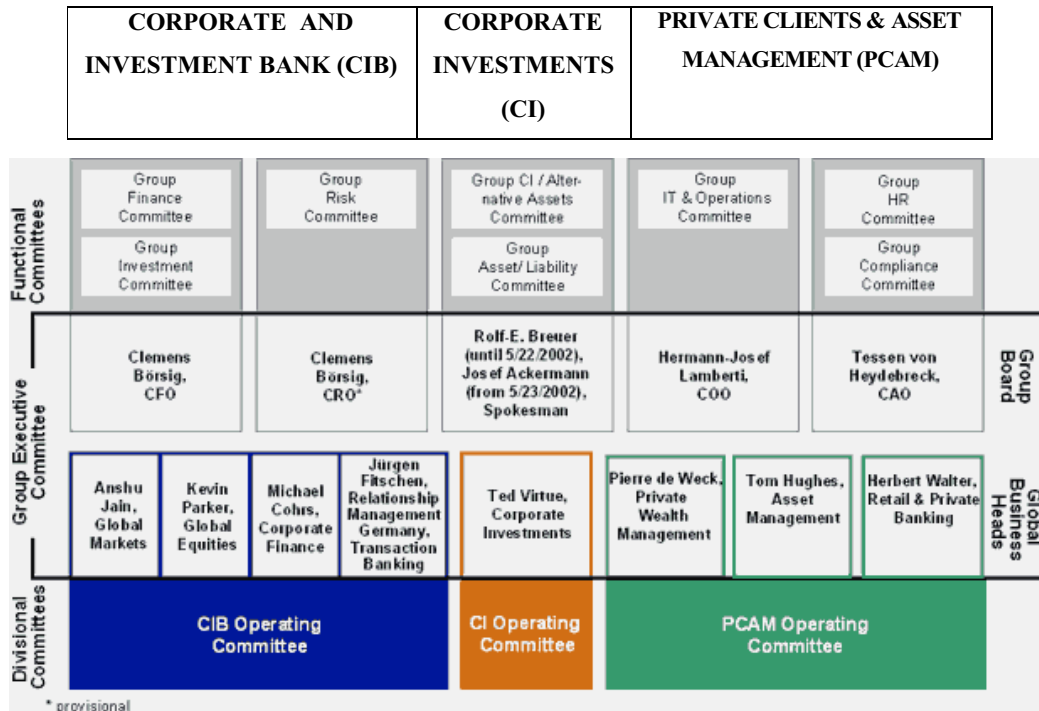 CORPORATE AND
INVESTMENT BANK (CIB)
CORPORATE
INVESTMENTS
(CI)
PRIVATE CLIENTS & ASSET
MANAGEMENT (PCAM)
Functional
Committees
Group
Finance
Committee
Group
Investment
Committee
Group
Risk
Committee
Group CI / Alter-
native Assets
Committee
Group
Asset/ Liability
Committee
Group
IT & Operations
Committee
Group
HR
Committee
Group
Compliance
Committee
Group Executive
Committee
Clemens
Börsig,
CFO
Clemens
Börsig,
CRO*
Rolf-E. Breuer
(until 5/22/2002),
Josef Ackermann
(from 5/23/2002),
Spokesman
Hermann-Josef
Lamberti,
COO
Tessen von
Heydebreck,
CAO
Group
Board
Anshu
Jain,
Global
Markets
Kevin
Parker,
Global
Equities
Michael
Cohrs,
Corporate
Finance
Jürgen
Fitschen,
Relationship
Management
Germany,
Transaction
Banking
Ted Virtue,
Corporate
Investments
Pierre de Weck,
Private
Wealth
Management
Tom Hughes,
Asset
Management
Herbert Walter,
Retail & Private
Banking
Global
Business
Heads
Divisional
Committees
CIB Operating
Committee
CI Operating
Committee
PCAM Operating
Committee
* provisional